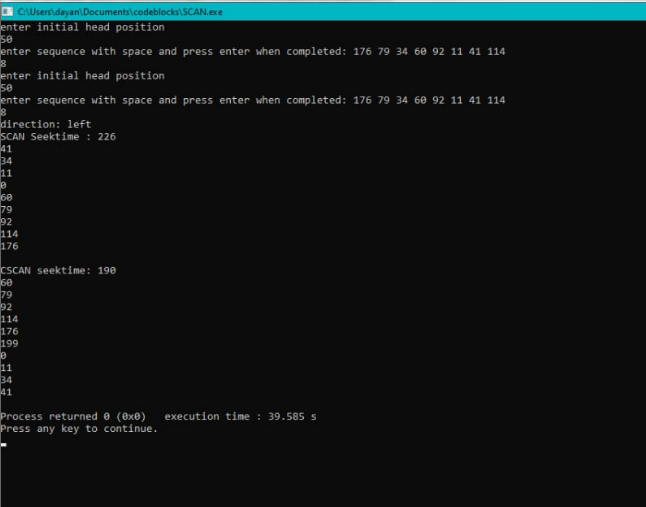 C:\Users\dayan\Documents\codeblocks\SCAN.exe
enter initial head position
50
enter sequence with space and press enter when completed: 176 79 34 60 92 11 41 114
8
enter initial head position
50
enter sequence with space and press enter when completed: 176 79 34 60 92 11 41 114
8
direction: left
SCAN Seektime : 226
41
34
11
0
60
79
92
114
176
CSCAN seektime: 190
60
79
92
114
176
199
0
11
34
41
Process returned 0 (0x0)   execution time : 39.585 s
Press any key to continue.